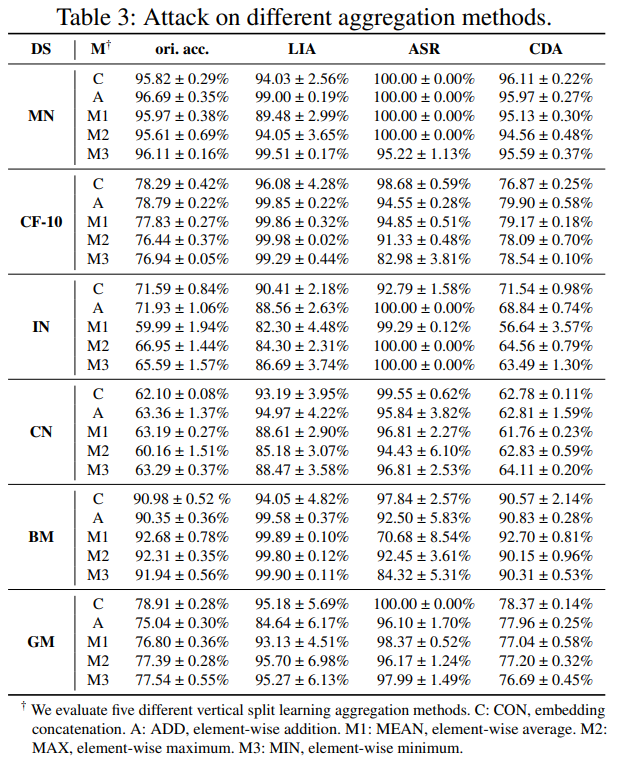 Table 3: Attack on different aggregation methods.
DS M† ori. acc. LIA ASR CDA
MN
C 95.82 ± 0.29% 94.03 ± 2.56% 100.00 ± 0.00% 96.11 ± 0.22%
A 96.69 ± 0.35% 99.00 ± 0.19% 100.00 ± 0.00% 95.97 ± 0.27%
M1 95.97 ± 0.38% 89.48 ± 2.99% 100.00 ± 0.00% 95.13 ± 0.30%
M2 95.61 ± 0.69% 94.05 ± 3.65% 100.00 ± 0.00% 94.56 ± 0.48%
M3 96.11 ± 0.16% 99.51 ± 0.17% 95.22 ± 1.13% 95.59 ± 0.37%
CF-10
C 78.29 ± 0.42% 96.08 ± 4.28% 98.68 ± 0.59% 76.87 ± 0.25%
A 78.79 ± 0.22% 99.85 ± 0.22% 94.55 ± 0.28% 79.90 ± 0.58%
M1 77.83 ± 0.27% 99.86 ± 0.32% 94.85 ± 0.51% 79.17 ± 0.18%
M2 76.44 ± 0.37% 99.98 ± 0.02% 91.33 ± 0.48% 78.09 ± 0.70%
M3 76.94 ± 0.05% 99.29 ± 0.44% 82.98 ± 3.81% 78.54 ± 0.10%
IN
C 71.59 ± 0.84% 90.41 ± 2.18% 92.79 ± 1.58% 71.54 ± 0.98%
A 71.93 ± 1.06% 88.56 ± 2.63% 100.00 ± 0.00% 68.84 ± 0.74%
M1 59.99 ± 1.94% 82.30 ± 4.48% 99.29 ± 0.12% 56.64 ± 3.57%
M2 66.95 ± 1.44% 84.30 ± 2.31% 100.00 ± 0.00% 64.56 ± 0.79%
M3 65.59 ± 1.57% 86.69 ± 3.74% 100.00 ± 0.00% 63.49 ± 1.30%
CN
C 62.10 ± 0.08% 93.19 ± 3.95% 99.55 ± 0.62% 62.78 ± 0.11%
A 63.36 ± 1.37% 94.97 ± 4.22% 95.84 ± 3.82% 62.81 ± 1.59%
M1 63.19 ± 0.27% 88.61 ± 2.90% 96.81 ± 2.27% 61.76 ± 0.23%
M2 60.16 ± 1.51% 85.18 ± 3.07% 94.43 ± 6.10% 62.83 ± 0.59%
M3 63.29 ± 0.37% 88.47 ± 3.58% 96.81 ± 2.53% 64.11 ± 0.20%
BM
C 90.98 ± 0.52 % 94.05 ± 4.82% 97.84 ± 2.57% 90.57 ± 2.14%
A 90.35 ± 0.36% 99.58 ± 0.37% 92.50 ± 5.83% 90.83 ± 0.28%
M1 92.68 ± 0.78% 99.89 ± 0.10% 70.68 ± 8.54% 92.70 ± 0.81%
M2 92.31 ± 0.35% 99.80 ± 0.12% 92.45 ± 3.61% 90.15 ± 0.96%
M3 91.94 ± 0.56% 99.90 ± 0.11% 84.32 ± 5.31% 90.31 ± 0.53%
GM
C 78.91 ± 0.28% 95.18 ± 5.69% 100.00 ± 0.00% 78.37 ± 0.14%
A 75.04 ± 0.30% 84.64 ± 6.17% 96.10 ± 1.70% 77.96 ± 0.25%
M1 76.80 ± 0.36% 93.13 ± 4.51% 98.37 ± 0.52% 77.04 ± 0.58%
M2 77.39 ± 0.28% 95.70 ± 6.98% 96.17 ± 1.24% 77.20 ± 0.32%
M3 77.54 ± 0.55% 95.27 ± 6.13% 97.99 ± 1.49% 76.69 ± 0.45%
† We evaluate five different vertical split learning aggregation methods. C: CON, embedding
concatenation. A: ADD, element-wise addition. M1: MEAN, element-wise average. M2:
MAX, element-wise maximum. M3: MIN, element-wise minimum.